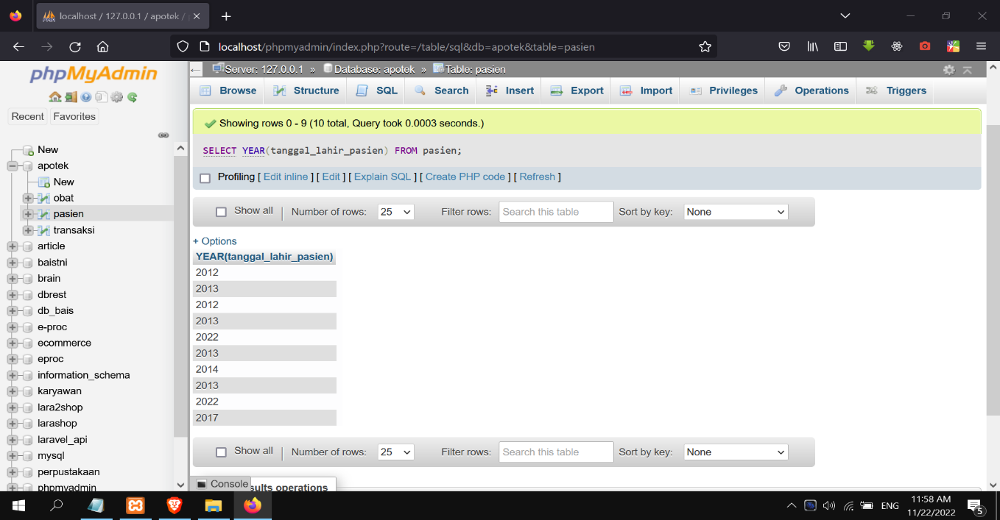 localhost / 127.0.0.1 / apotek /
localhost/phpmyadmin/index.php?route=/table/sql&db=apotek&table=pasien
phpMyAdmin
Server: 127.0.0.1 » Database: apotek » Table: pasien
Browse Structure SQL Search Insert Export Import Privileges Operations Triggers
Recent Favorites
New
apotek
New
obat
pasien
transaksi
article
baistni
brain
dbrest
db_bais
e-proc
ecommerce
eproc
information_schema
karyawan
lara2shop
larashop
laravel_api
mysql
perpustakaan
phpmyadmin
Showing rows 0 - 9 (10 total, Query took 0.0003 seconds.)
SELECT YEAR(tanggal_lahir_pasien) FROM pasien;
Profiling [ Edit inline ] [ Edit ] [ Explain SQL ] [ Create PHP code ] [ Refresh ]
Show all Number of rows: 25 Filter rows: Search this table Sort by key: None
+ Options
YEAR(tanggal_lahir_pasien)
2012
2013
2012
2013
2022
2013
2014
2013
2022
2017
Show all Number of rows: 25 Filter rows: Search this table Sort by key: None
Console
operations
ENG
11:58 AM
11/22/2022
5